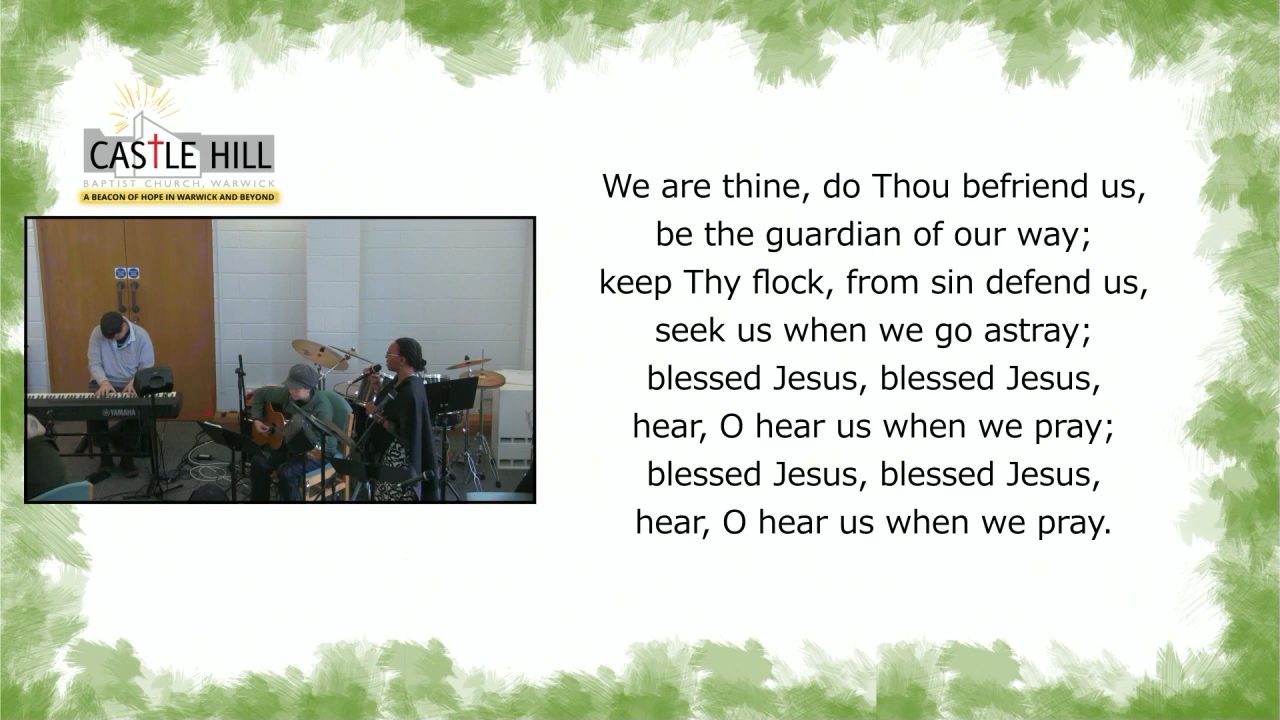 CASTLE HILL
BAPTIST CHURCH, WARWICK
A BEACON OF HOPE IN WARWICK AND BEYOND
YAMAHA
We are thine, do Thou befriend us,
be the guardian of our way;
keep Thy flock, from sin defend us,
seek us when we go astray;
blessed Jesus, blessed Jesus,
hear, O hear us when we pray;
blessed Jesus, blessed Jesus,
hear, O hear us when we pray.